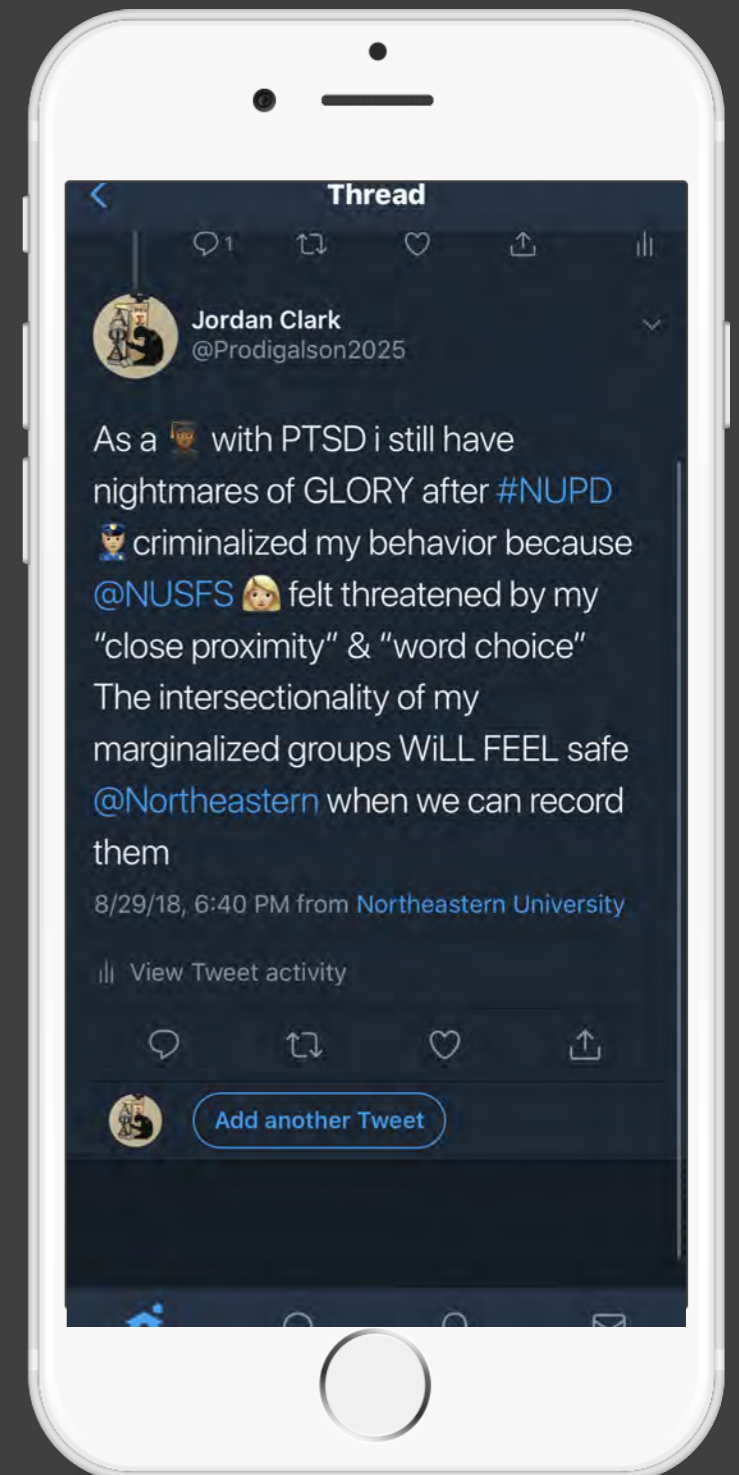 Thread
1
Jordan Clark
@Prodigalson2025
As a 👨🏾‍🎓 with PTSD i still have
nightmares of GLORY after #NUPD
👮🏼criminalized my behavior because
@NUSFS 👩🏼 felt threatened by my
“close proximity” & “word choice”
The intersectionality of my
marginalized groups WiLL FEEL safe
@Northeastern when we can record
them
8/29/18, 6:40 PM from Northeastern University
View Tweet activity
Add another Tweet